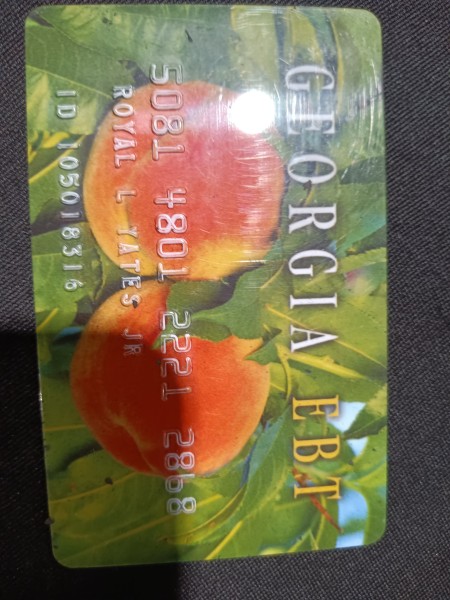 GEORGIA EBT
5081 4801 2221 2868
ROYAL L YATES JR
ID 105018316